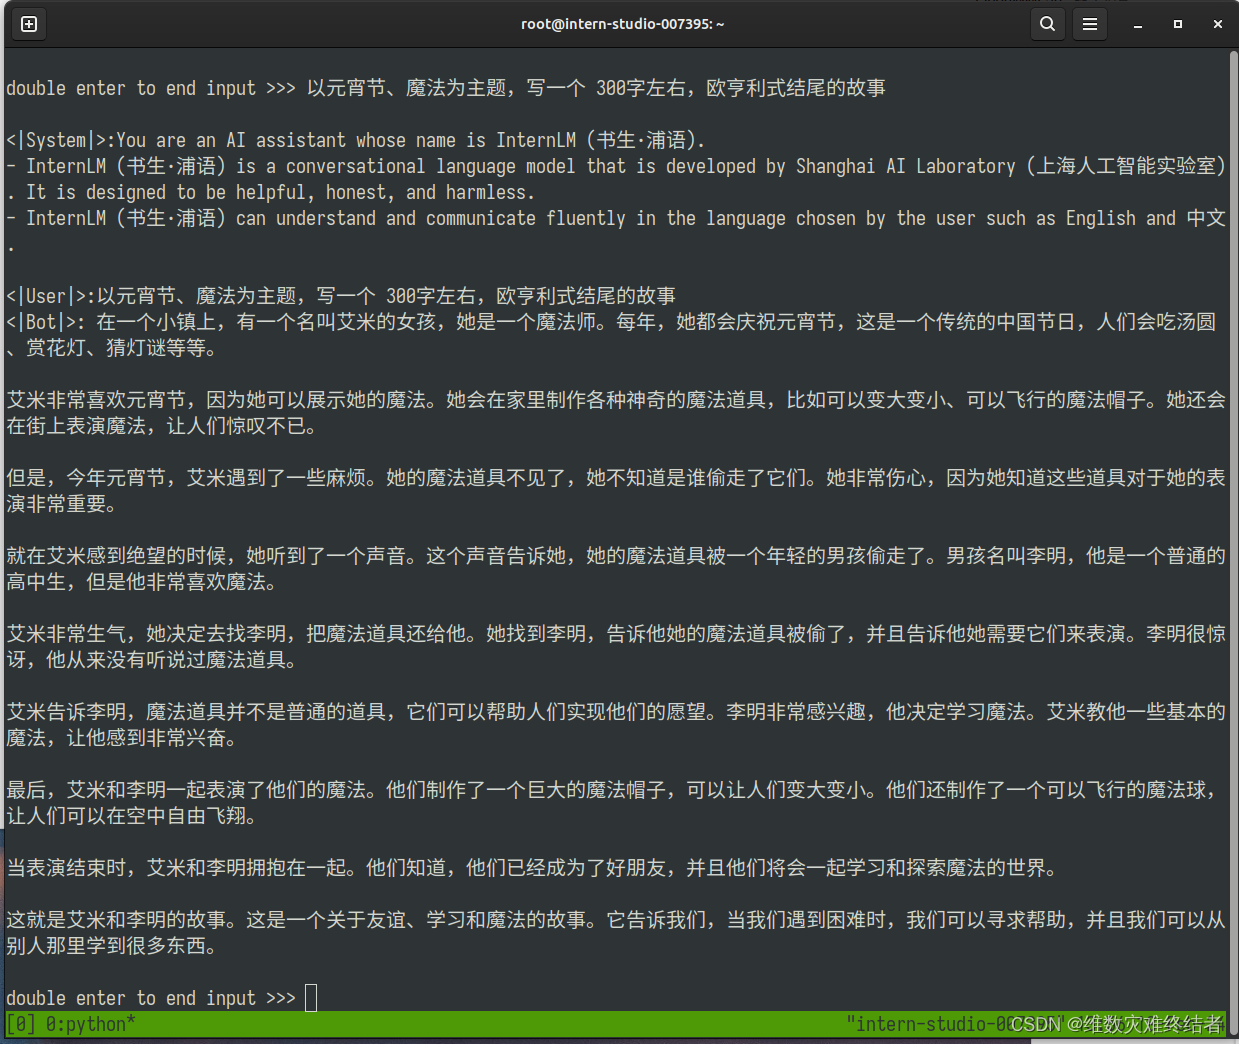 root@intern-studio-007395: ~
double enter to end input >>> 以元宵节、魔法为主题，写一个 300字左右，欧亨利式结尾的故事
<|System|>:You are an AI assistant whose name is InternLM (书生·浦语).
- InternLM (书生·浦语) is a conversational language model that is developed by Shanghai AI Laboratory (上海人工智能实验室)
. It is designed to be helpful, honest, and harmless.
- InternLM (书生·浦语) can understand and communicate fluently in the language chosen by the user such as English and 中文
.
<|User|>:以元宵节、魔法为主题，写一个 300字左右，欧亨利式结尾的故事
<|Bot|>: 在一个小镇上，有一个名叫艾米的女孩，她是一个魔法师。每年，她都会庆祝元宵节，这是一个传统的中国节日，人们会吃汤圆
、赏花灯、猜灯谜等等。
艾米非常喜欢元宵节，因为她可以展示她的魔法。她会在家里制作各种神奇的魔法道具，比如可以变大变小、可以飞行的魔法帽子。她还会
在街上表演魔法，让人们惊叹不已。
但是，今年元宵节，艾米遇到了一些麻烦。她的魔法道具不见了，她不知道是谁偷走了它们。她非常伤心，因为她知道这些道具对于她的表
演非常重要。
就在艾米感到绝望的时候，她听到了一个声音。这个声音告诉她，她的魔法道具被一个年轻的男孩偷走了。男孩名叫李明，他是一个普通的
高中生，但是他非常喜欢魔法。
艾米非常生气，她决定去找李明，把魔法道具还给他。她找到李明，告诉他她的魔法道具被偷了，并且告诉他她需要它们来表演。李明很惊
讶，他从来没有听说过魔法道具。
艾米告诉李明，魔法道具并不是普通的道具，它们可以帮助人们实现他们的愿望。李明非常感兴趣，他决定学习魔法。艾米教他一些基本的
魔法，让他感到非常兴奋。
最后，艾米和李明一起表演了他们的魔法。他们制作了一个巨大的魔法帽子，可以让人们变大变小。他们还制作了一个可以飞行的魔法球，
让人们可以在空中自由飞翔。
当表演结束时，艾米和李明拥抱在一起。他们知道，他们已经成为了好朋友，并且他们将会一起学习和探索魔法的世界。
这就是艾米和李明的故事。这是一个关于友谊、学习和魔法的故事。它告诉我们，当我们遇到困难时，我们可以寻求帮助，并且我们可以从
别人那里学到很多东西。
double enter to end input >>>
[0] 0:python*
"intern-studio-0
CSDN @维数灾难终结者